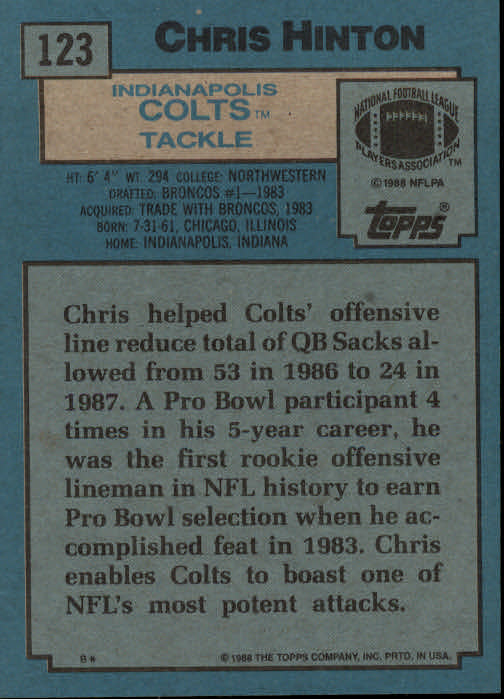 123
CHRIS HINTON
INDIANAPOLIS
COLTS™
TACKLE
HT: 6' 4" WT: 294 COLLEGE: NORTHWESTERN
DRAFTED: BRONCOS #1—1983
ACQUIRED: TRADE WITH BRONCOS, 1983
BORN: 7-31-61, CHICAGO, ILLINOIS
HOME: INDIANAPOLIS, INDIANA
NATIONAL FOOTBALL LEAGUE
PLAYERS ASSOCIATION™
©1988 NFLPA
topps®
Chris helped Colts' offensive
line reduce total of QB Sacks al-
lowed from 53 in 1986 to 24 in
1987. A Pro Bowl participant 4
times in his 5-year career, he
was the first rookie offensive
lineman in NFL history to earn
Pro Bowl selection when he ac-
complished feat in 1983. Chris
enables Colts to boast one of
NFL's most potent attacks.
B*
©1988 THE TOPPS COMPANY, INC. PRTD. IN USA.